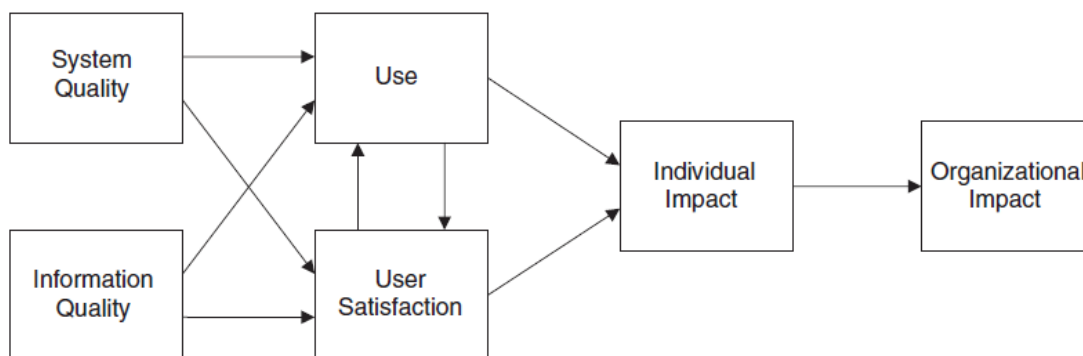 System
Quality
Use
Individual
Impact
Organizational
Impact
Information
Quality
User
Satisfaction